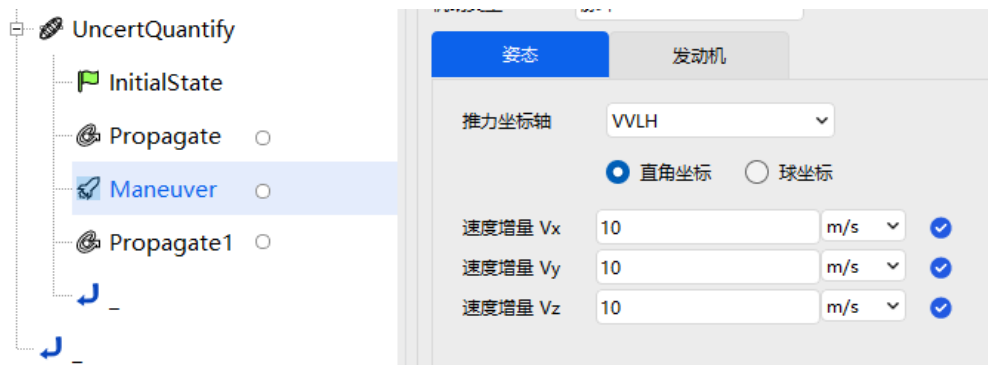 UncertQuantify
InitialState
Propagate
Maneuver
Propagate1
_
_
姿态 发动机
推力坐标轴 VVLH
直角坐标 球坐标
速度增量 Vx 10 m/s
速度增量 Vy 10 m/s
速度增量 Vz 10 m/s